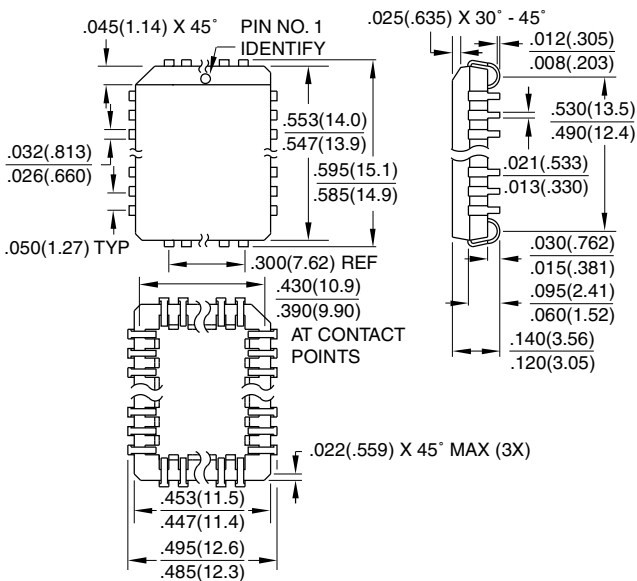 .045(1.14) X 45˚
PIN NO. 1
IDENTIFY
.025(.635) X 30˚ - 45˚
.012(.305)
.008(.203)
.553(14.0)
.547(13.9)
.595(15.1)
.585(14.9)
.032(.813)
.026(.660)
.050(1.27) TYP
.530(13.5)
.490(12.4)
.021(.533)
.013(.330)
.030(.762)
.015(.381)
.095(2.41)
.060(1.52)
.140(3.56)
.120(3.05)
.300(7.62) REF
.430(10.9)
.390(9.90)
AT CONTACT
POINTS
.022(.559) X 45˚ MAX (3X)
.453(11.5)
.447(11.4)
.495(12.6)
.485(12.3)